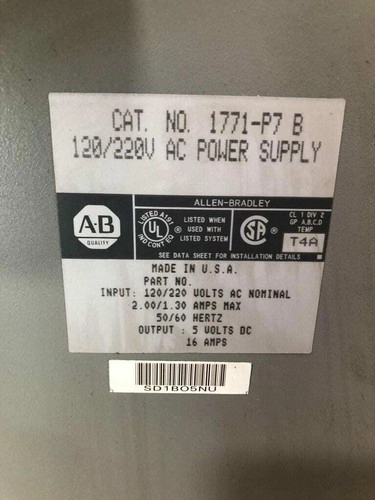 CAT. NO. 1771-P7 B
120/220V AC POWER SUPPLY
ALLEN-BRADLEY
A-B
QUALITY
LISTED A191
UL
IND CONT EQ
LISTED WHEN
USED WITH
LISTED SYSTEM
SA
CL 1 DIV 2
GP A,B,C,D
TEMP
T4A
SEE DATA SHEET FOR INSTALLATION DETAILS
MADE IN U.S.A.
PART NO.
INPUT: 120/220 VOLTS AC NOMINAL
2.00/1.30 AMPS MAX
50/60 HERTZ
OUTPUT : 5 VOLTS DC
16 AMPS
SD1BO5NU